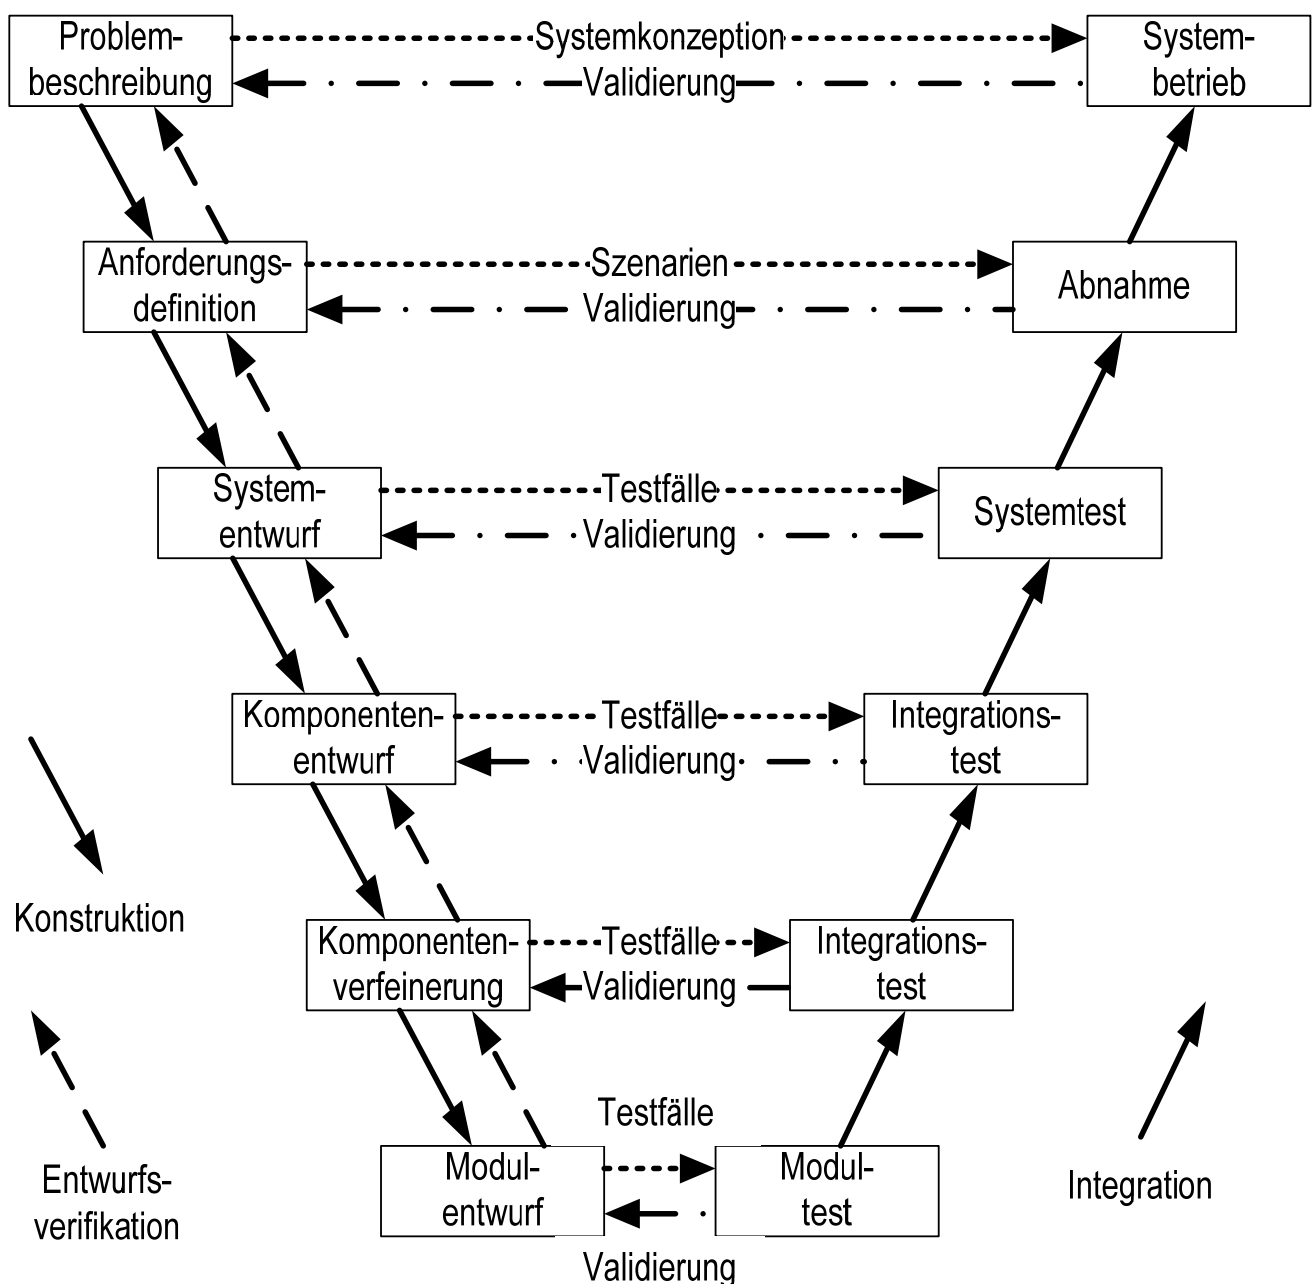 Problem-
beschreibung
Systemkonzeption
Validierung
System-
betrieb
Anforderungs-
definition
Szenarien
Validierung
Abnahme
System-
entwurf
Testfälle
Validierung
Systemtest
Komponenten-
entwurf
Testfälle
Validierung
Integrations-
test
Konstruktion
Komponenten-
verfeinerung
Testfälle
Validierung
Integrations-
test
Entwurfs-
verifikation
Modul-
entwurf
Testfälle
Validierung
Modul-
test
Integration